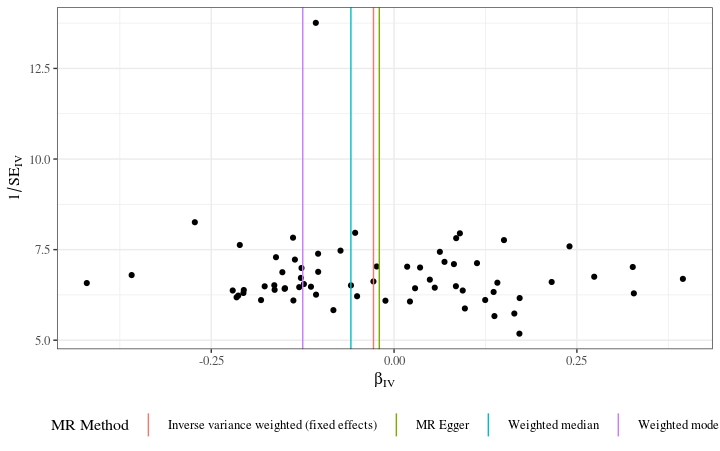 12.5
10.0
7.5
5.0
1/SE_IV
-0.25 0.00 0.25
β_IV
MR Method Inverse variance weighted (fixed effects) MR Egger Weighted median Weighted mode